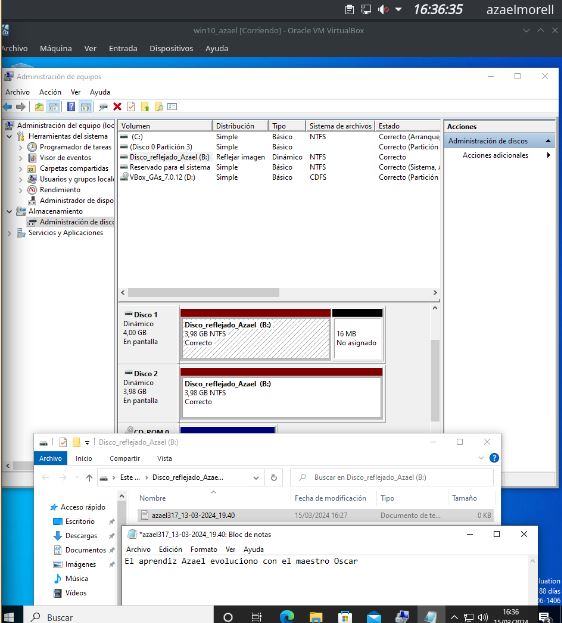 16:36:35 azaelmorell
win10_azael [Corriendo] - Oracle VM VirtualBox
Archivo Máquina Ver Entrada Dispositivos Ayuda
Administración de equipos
Archivo Acción Ver Ayuda
Administración del equipo (loc
Herramientas del sistema
Programador de tareas
Visor de eventos
Carpetas compartidas
Usuarios y grupos locale
Rendimiento
Administrador de dispo
Almacenamiento
Administración de disco
Servicios y Aplicaciones
Volumen Distribución Tipo Sistema de archivos Estado
(C:) Simple Básico NTFS Correcto (Arranque
(Disco 0 Partición 3) Simple Básico Correcto (Partición
Disco_reflejado_Azael (B:) Reflejar imagen Dinámico NTFS Correcto
Reservado para el sistema Simple Básico NTFS Correcto (Sistema, A
VBox_GAs_7.0.12 (D:) Simple Básico CDFS Correcto (Partición
Acciones
Administración de discos
Acciones adicionales
Disco 1
Dinámico
4,00 GB
En pantalla
Disco_reflejado_Azael (B:)
3,98 GB NTFS
Correcto
16 MB
No asignado
Disco 2
Dinámico
3,98 GB
En pantalla
Disco_reflejado_Azael (B:)
3,98 GB NTFS
Correcto
CD-ROM 0
Disco_reflejado_Azael (B:)
Archivo Inicio Compartir Vista
Este ... Disco_reflejado_Azae...
Buscar en Disco_reflejado_Azael (B:)
Acceso rápido
Escritorio
Descargas
Documentos
Imágenes
Música
Vídeos
Nombre Fecha de modificación Tipo Tamaño
azael317_13-03-2024_19.40 15/03/2024 16:27 Documento de te... 0 KB
*azael317_13-03-2024_19.40: Bloc de notas
Archivo Edición Formato Ver Ayuda
El aprendiz Azael evoluciono con el maestro Oscar
luation
88 días
06-1406
Buscar
16:36
15/03/2024